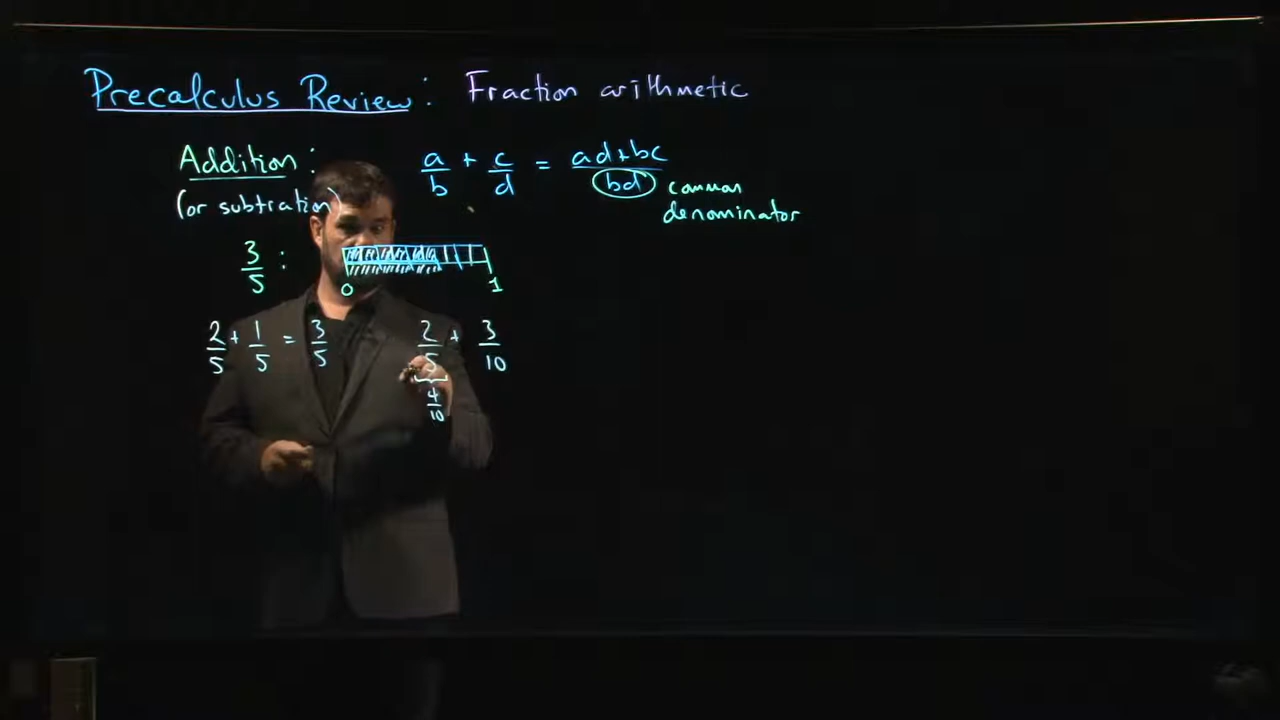 Precalculus Review: Fraction arithmetic
Addition: a/b + c/d = ad+bc/bd common
(or subtration) denominator
3/5 :
0 1
2/5 + 1/5 = 3/5 2/5 + 3/10
4/10